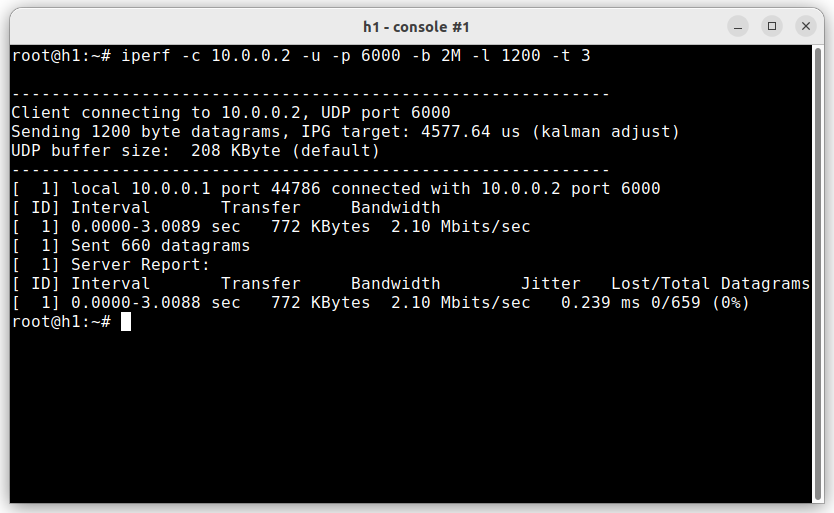 h1 - console #1
root@h1:~# iperf -c 10.0.0.2 -u -p 6000 -b 2M -l 1200 -t 3
------------------------------------------------------------
Client connecting to 10.0.0.2, UDP port 6000
Sending 1200 byte datagrams, IPG target: 4577.64 us (kalman adjust)
UDP buffer size:  208 KByte (default)
------------------------------------------------------------
[  1] local 10.0.0.1 port 44786 connected with 10.0.0.2 port 6000
[ ID] Interval       Transfer     Bandwidth
[  1] 0.0000-3.0089 sec   772 KBytes  2.10 Mbits/sec
[  1] Sent 660 datagrams
[  1] Server Report:
[ ID] Interval       Transfer     Bandwidth        Jitter   Lost/Total Datagrams
[  1] 0.0000-3.0088 sec   772 KBytes  2.10 Mbits/sec   0.239 ms 0/659 (0%)
root@h1:~#